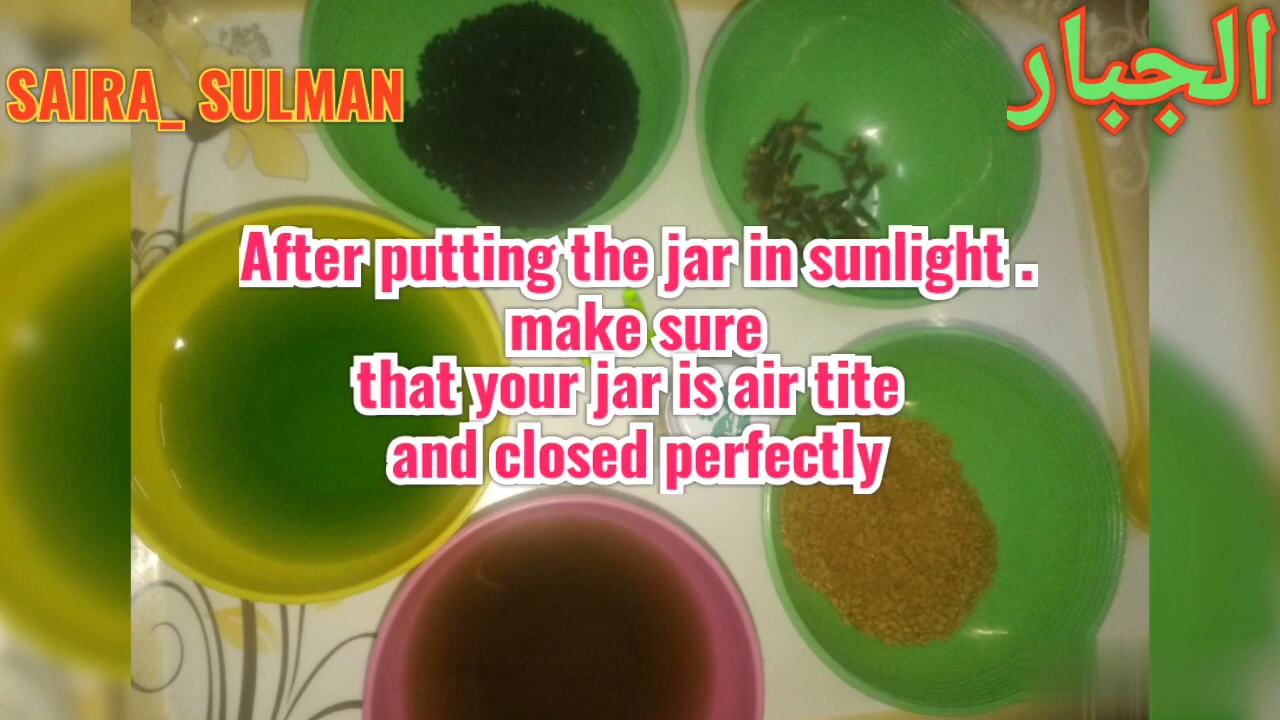 SAIRA_ SULMAN
الجبار
After putting the jar in sunlight .
make sure
that your jar is air tite
and closed perfectly